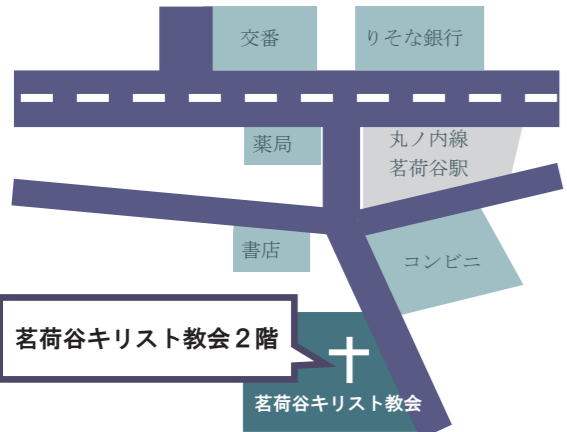 交番
りそな銀行
薬局
丸ノ内線
茗荷谷駅
書店
コンビニ
茗荷谷キリスト教会２階
茗荷谷キリスト教会